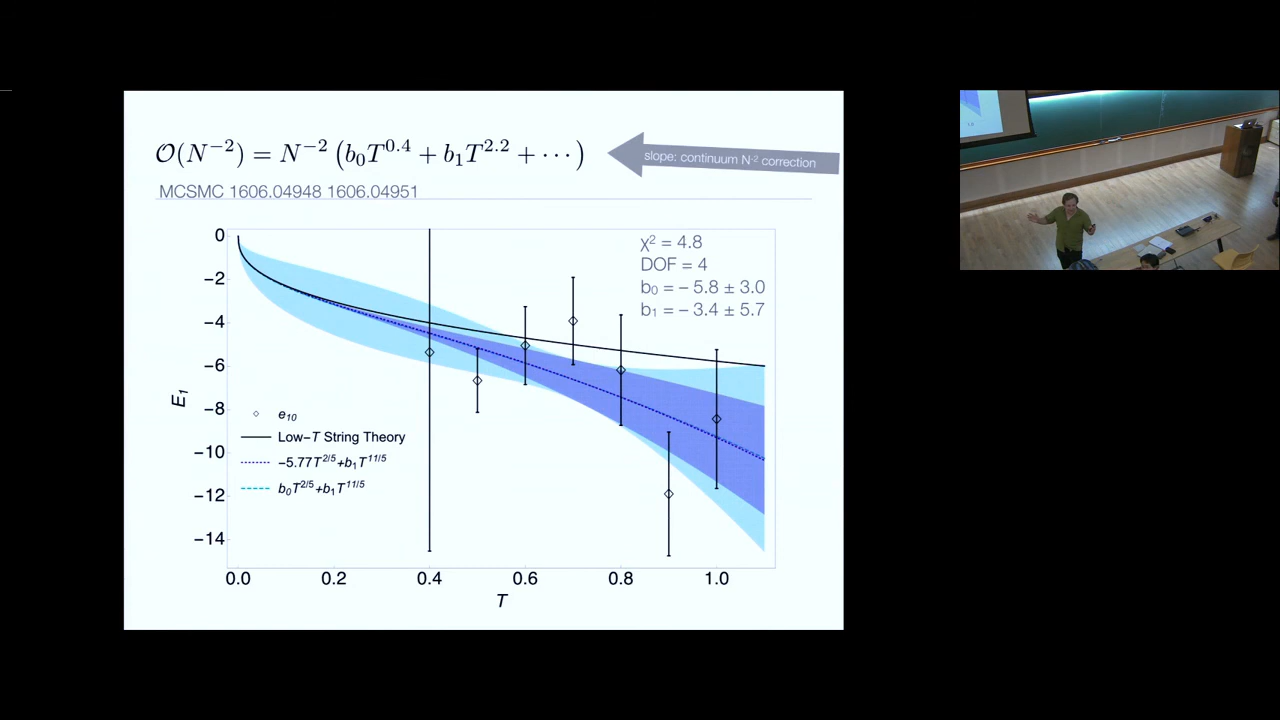 𝒪(N⁻²) = N⁻² (b₀T^0.4 + b₁T^2.2 + ⋯)
slope: continuum N⁻² correction
MCSMC 1606.04948 1606.04951
χ² = 4.8
DOF = 4
b₀ = − 5.8 ± 3.0
b₁ = − 3.4 ± 5.7
0
−2
−4
−6
−8
−10
−12
−14
E₁
e₁₀
Low−T String Theory
−5.77T^2/5+b₁T^11/5
b₀T^2/5+b₁T^11/5
0.0 0.2 0.4 0.6 0.8 1.0
T